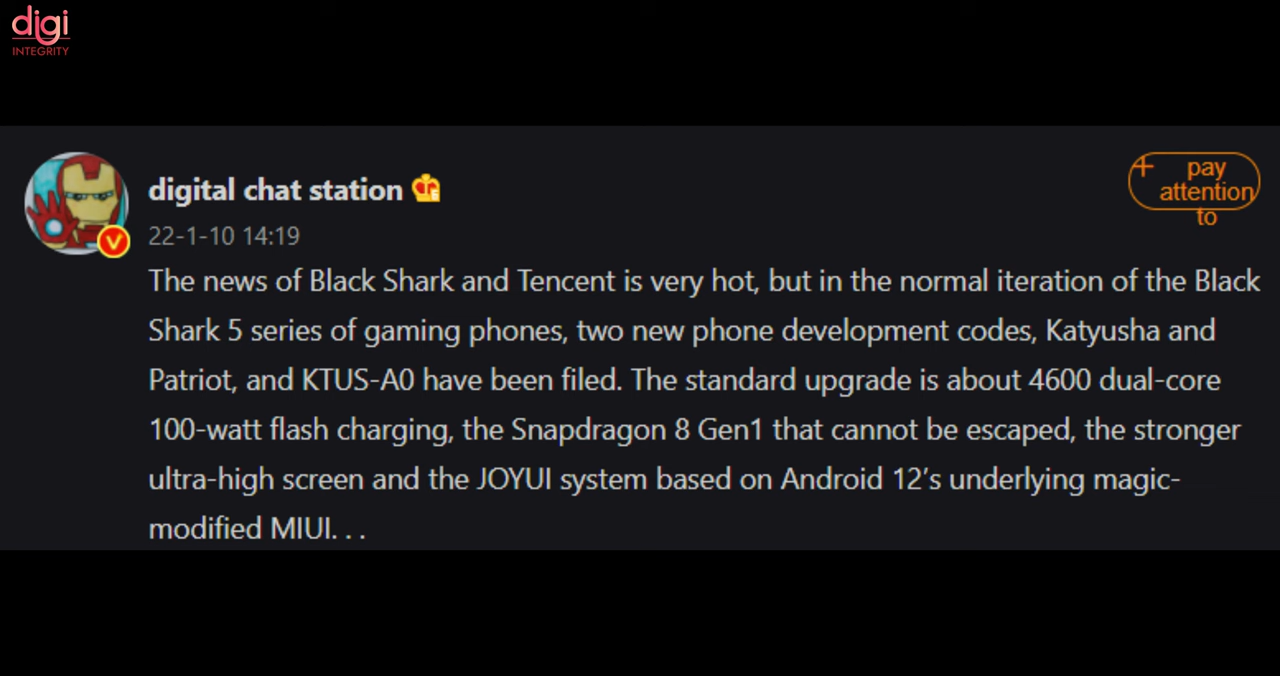 digi
INTEGRITY
digital chat station
+ pay
attention
to
22-1-10 14:19
The news of Black Shark and Tencent is very hot, but in the normal iteration of the Black
Shark 5 series of gaming phones, two new phone development codes, Katyusha and
Patriot, and KTUS-A0 have been filed. The standard upgrade is about 4600 dual-core
100-watt flash charging, the Snapdragon 8 Gen1 that cannot be escaped, the stronger
ultra-high screen and the JOYUI system based on Android 12’s underlying magic-
modified MIUI. . .